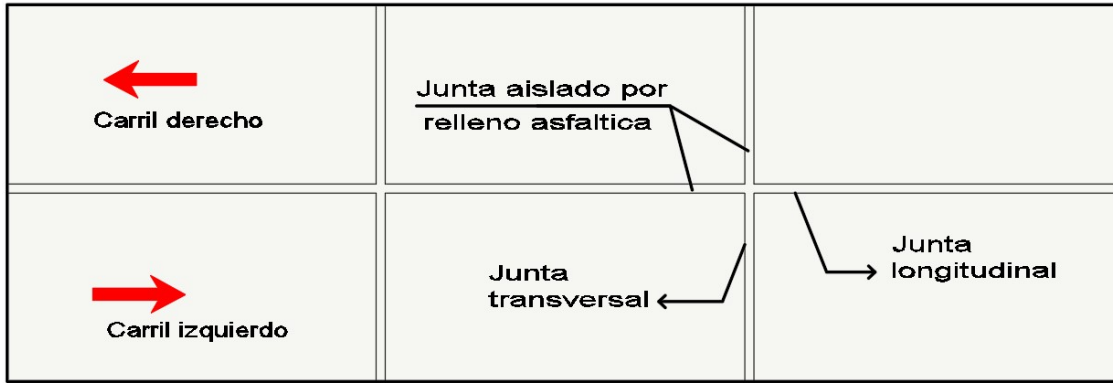 Carril derecho
Junta aislado por
relleno asfaltica
Junta
transversal
Junta
longitudinal
Carril izquierdo